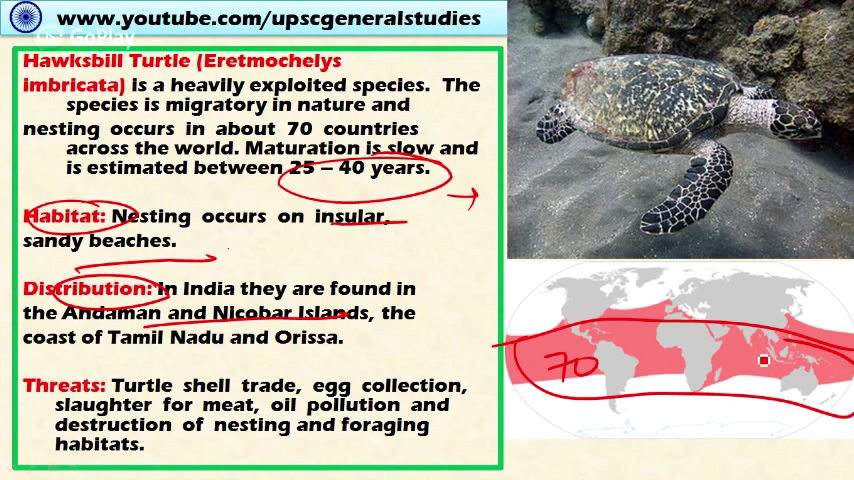 www.youtube.com/upscgeneralstudies
GoPlay
Hawksbill Turtle (Eretmochelys
imbricata) is a heavily exploited species. The
species is migratory in nature and
nesting occurs in about 70 countries
across the world. Maturation is slow and
is estimated between 25 – 40 years.
Habitat: Nesting occurs on insular,
sandy beaches.
Distribution: In India they are found in
the Andaman and Nicobar Islands, the
coast of Tamil Nadu and Orissa.
Threats: Turtle shell trade, egg collection,
slaughter for meat, oil pollution and
destruction of nesting and foraging
habitats.
70